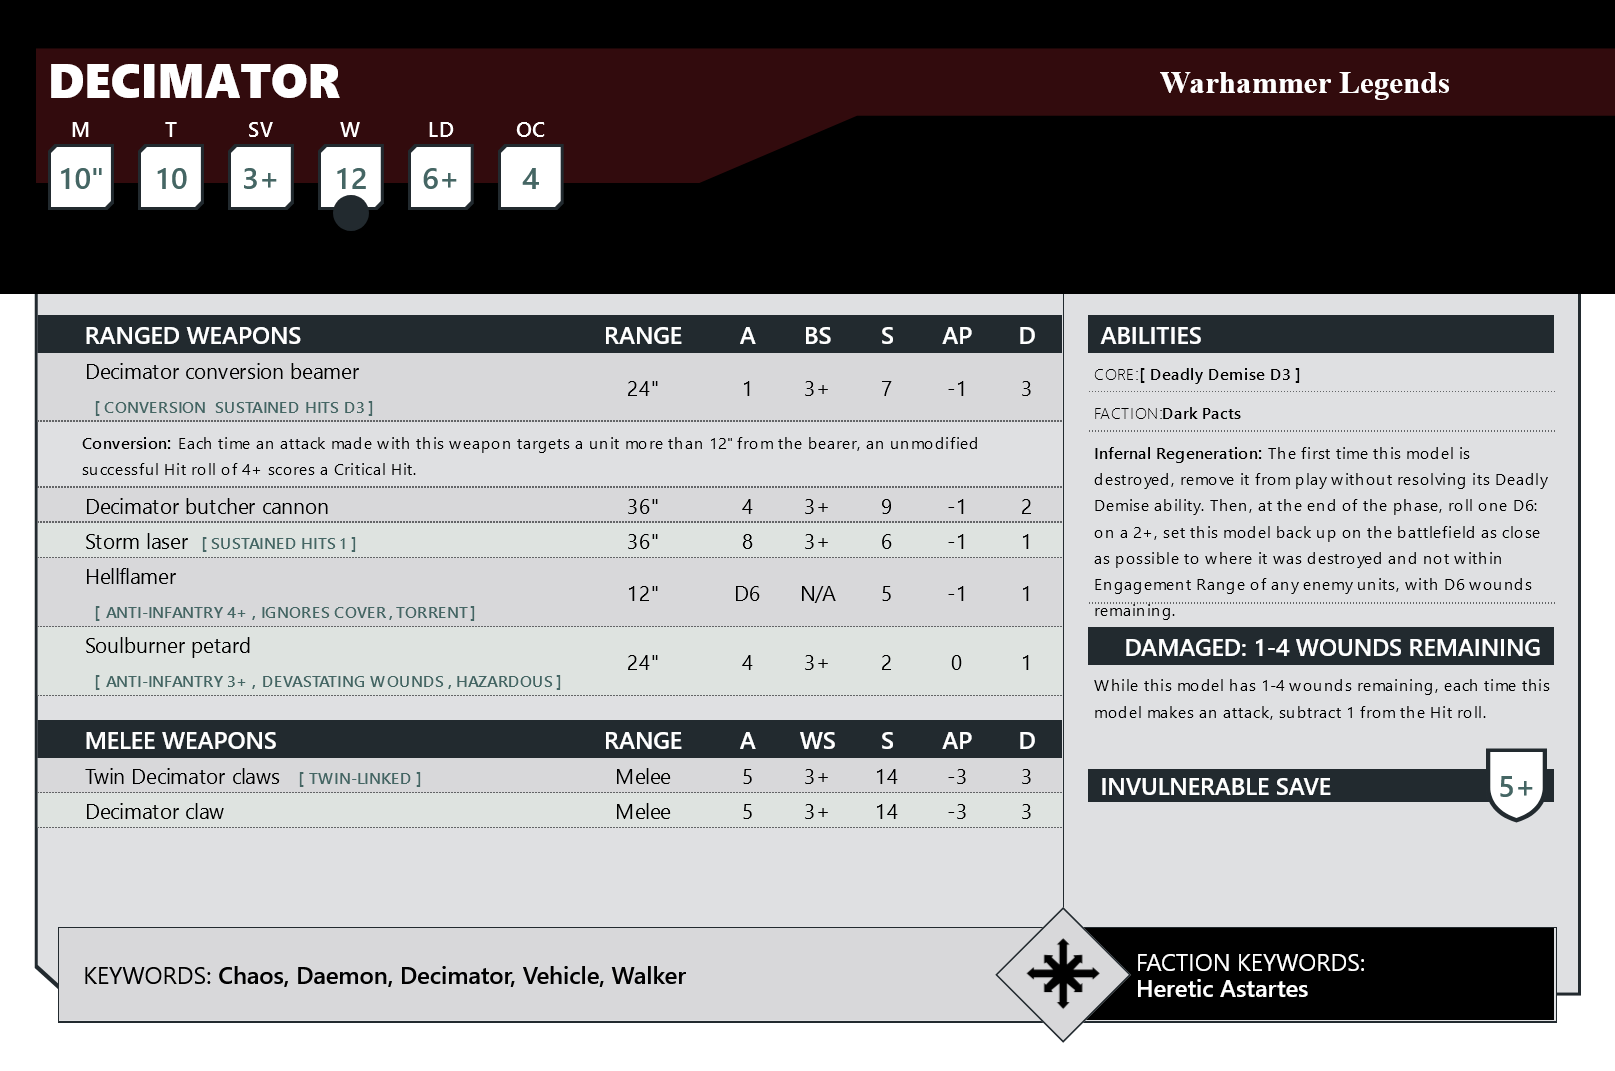 DECIMATOR
Warhammer Legends
M T SV W LD OC
10" 10 3+ 12 6+ 4
RANGED WEAPONS RANGE A BS S AP D
Decimator conversion beamer
[ CONVERSION SUSTAINED HITS D3 ]
24" 1 3+ 7 -1 3
Conversion: Each time an attack made with this weapon targets a unit more than 12" from the bearer, an unmodified
successful Hit roll of 4+ scores a Critical Hit.
Decimator butcher cannon 36" 4 3+ 9 -1 2
Storm laser [ SUSTAINED HITS 1 ] 36" 8 3+ 6 -1 1
Hellflamer
[ ANTI-INFANTRY 4+ , IGNORES COVER, TORRENT ]
12" D6 N/A 5 -1 1
Soulburner petard
[ ANTI-INFANTRY 3+ , DEVASTATING WOUNDS , HAZARDOUS ]
24" 4 3+ 2 0 1
MELEE WEAPONS RANGE A WS S AP D
Twin Decimator claws [ TWIN-LINKED ] Melee 5 3+ 14 -3 3
Decimator claw Melee 5 3+ 14 -3 3
ABILITIES
CORE:[ Deadly Demise D3 ]
FACTION:Dark Pacts
Infernal Regeneration: The first time this model is
destroyed, remove it from play without resolving its Deadly
Demise ability. Then, at the end of the phase, roll one D6:
on a 2+, set this model back up on the battlefield as close
as possible to where it was destroyed and not within
Engagement Range of any enemy units, with D6 wounds
remaining.
DAMAGED: 1-4 WOUNDS REMAINING
While this model has 1-4 wounds remaining, each time this
model makes an attack, subtract 1 from the Hit roll.
INVULNERABLE SAVE 5+
KEYWORDS: Chaos, Daemon, Decimator, Vehicle, Walker
FACTION KEYWORDS:
Heretic Astartes